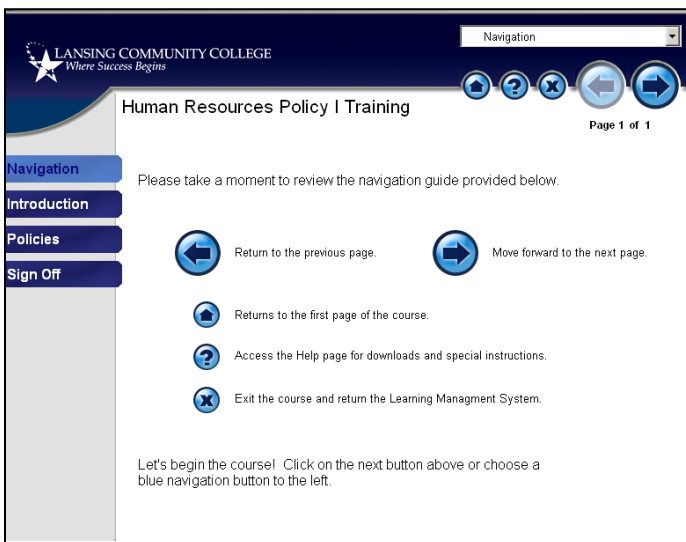 LANSING COMMUNITY COLLEGE
Where Success Begins
Navigation
Human Resources Policy I Training
Page 1 of 1
Navigation
Introduction
Policies
Sign Off
Please take a moment to review the navigation guide provided below.
Return to the previous page.
Move forward to the next page.
Returns to the first page of the course.
? Access the Help page for downloads and special instructions.
X Exit the course and return the Learning Managment System.
Let's begin the course! Click on the next button above or choose a
blue navigation button to the left.